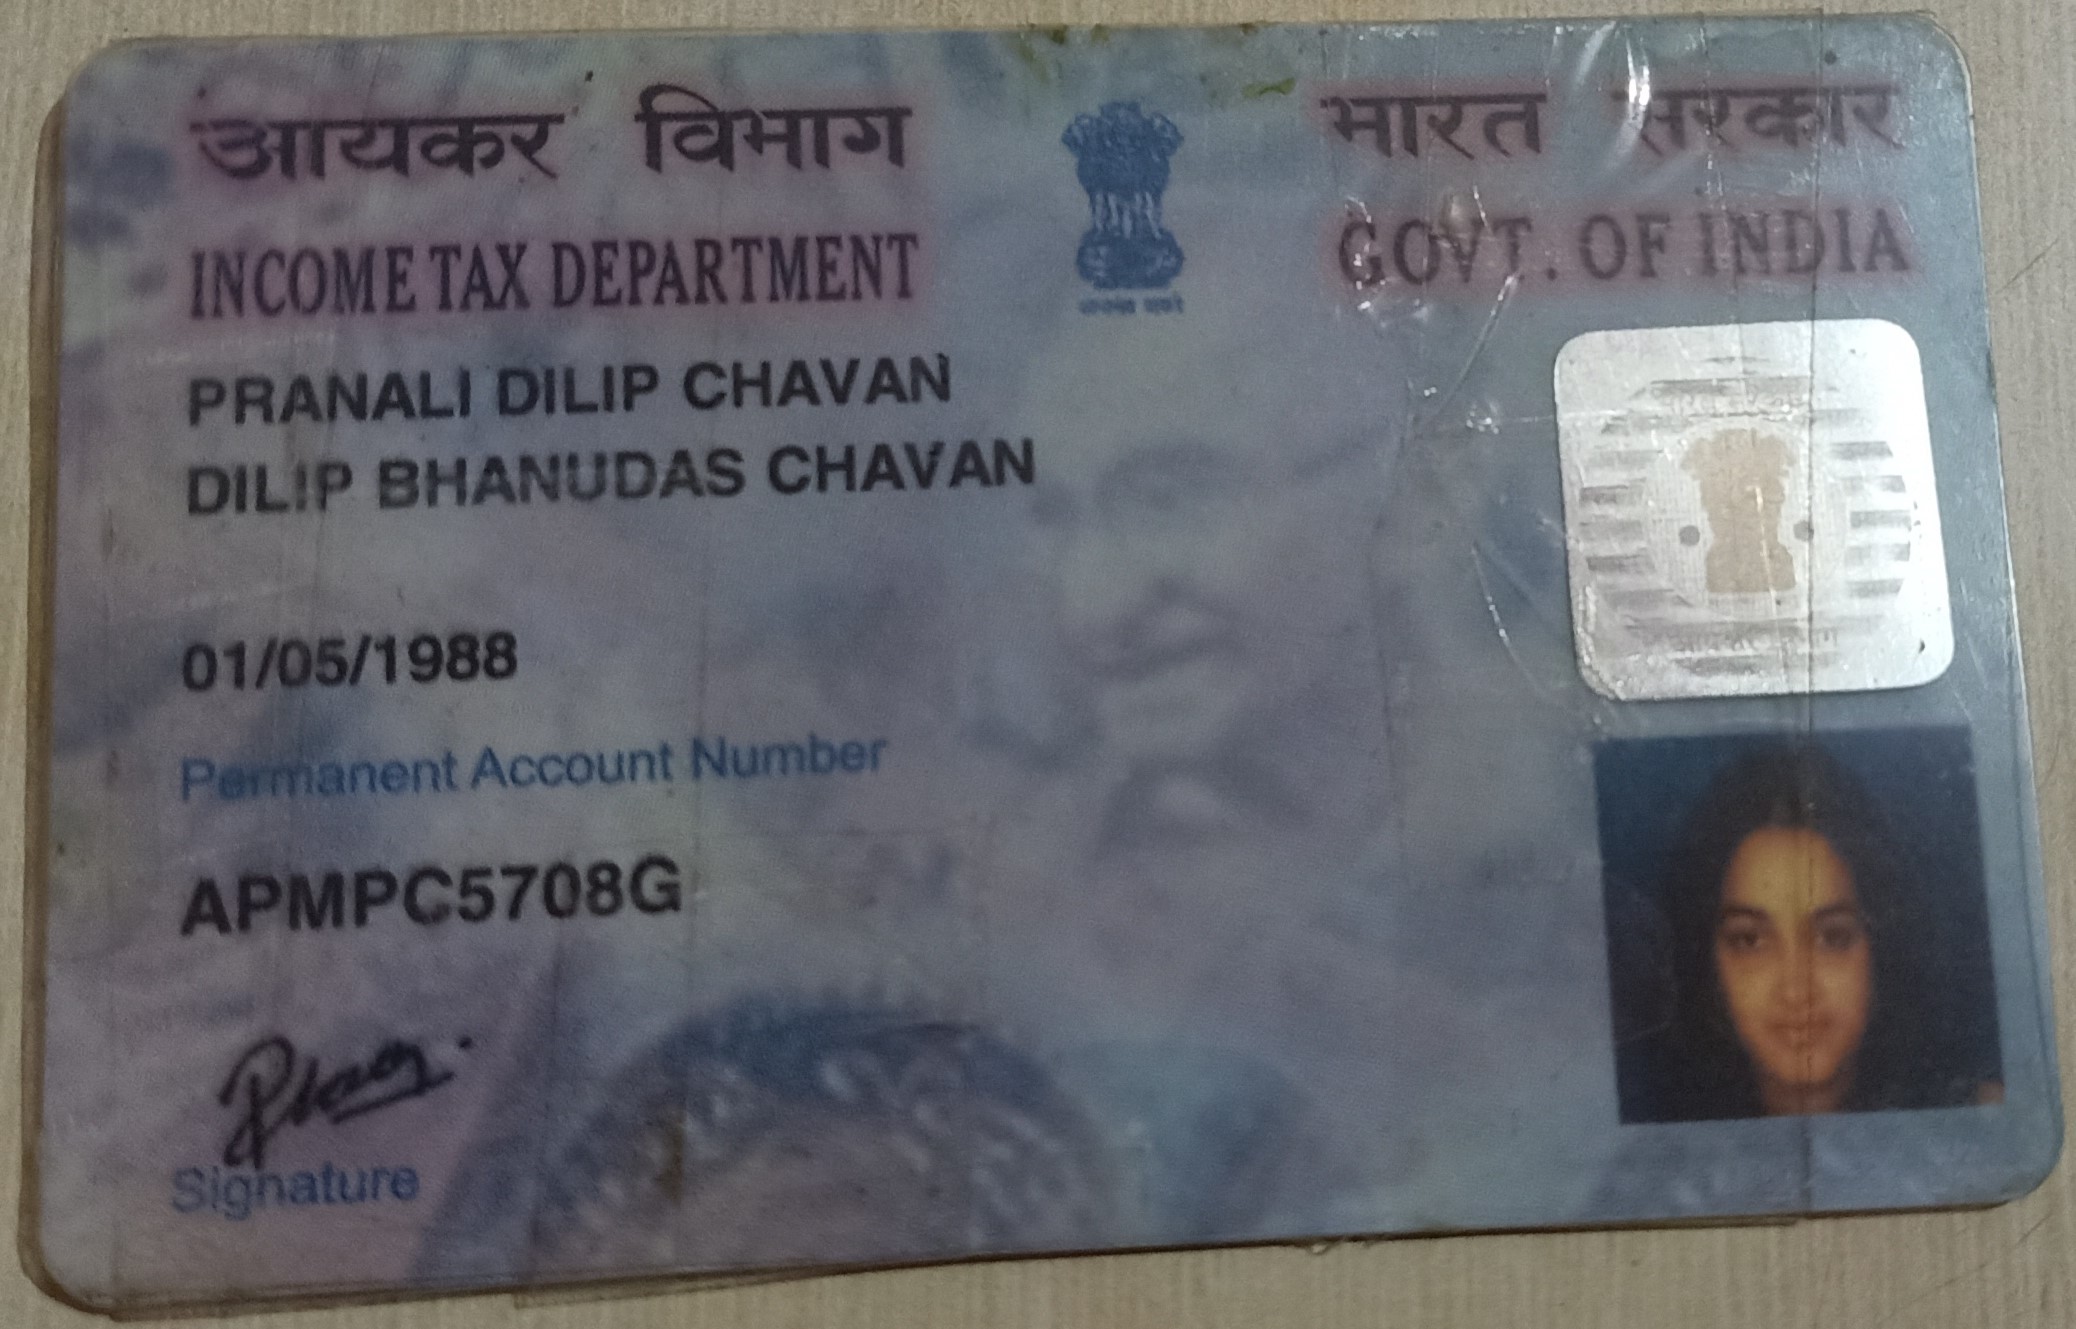 आयकर विभाग
INCOME TAX DEPARTMENT
भारत सरकार
GOVT. OF INDIA
PRANALI DILIP CHAVAN
DILIP BHANUDAS CHAVAN
01/05/1988
Permanent Account Number
APMPC5708G
Signature